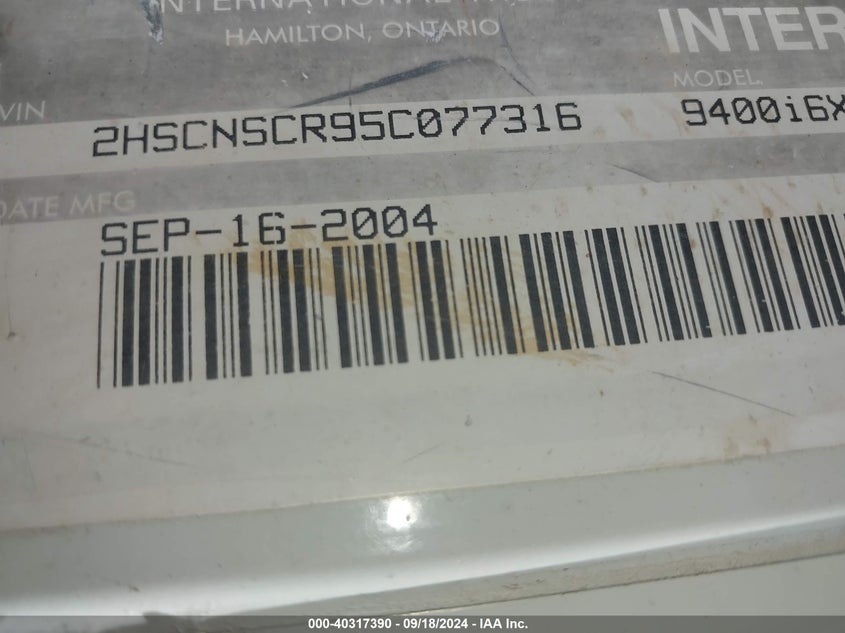 INTERNATIONAL
HAMILTON, ONTARIO
INTER
MODEL
VIN
2HSCNSCR95C077316
9400i6X
DATE MFG
SEP-16-2004
000-40317390 - 09/18/2024 - IAA Inc.